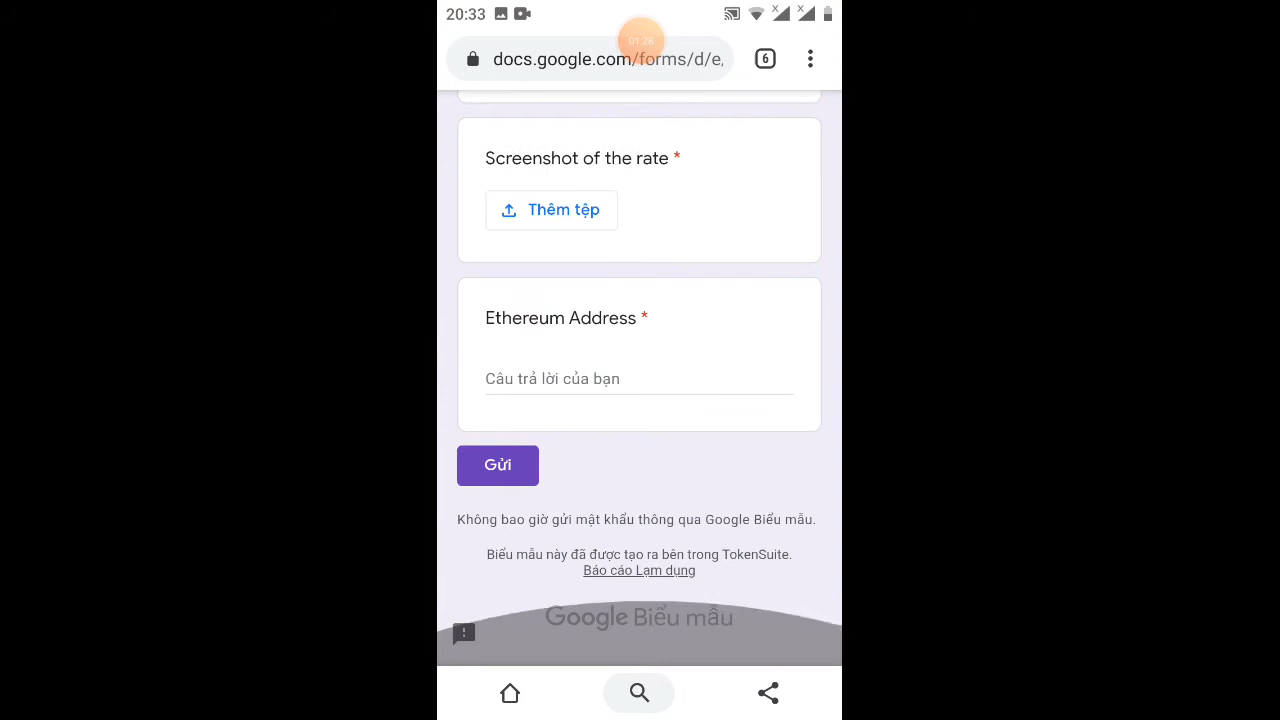 20:33
01:28
docs.google.com/forms/d/e,
6
Screenshot of the rate *
Thêm tệp
Ethereum Address *
Câu trả lời của bạn
Gửi
Không bao giờ gửi mật khẩu thông qua Google Biểu mẫu.
Biểu mẫu này đã được tạo ra bên trong TokenSuite.
Báo cáo Lạm dụng
Google Biểu mẫu